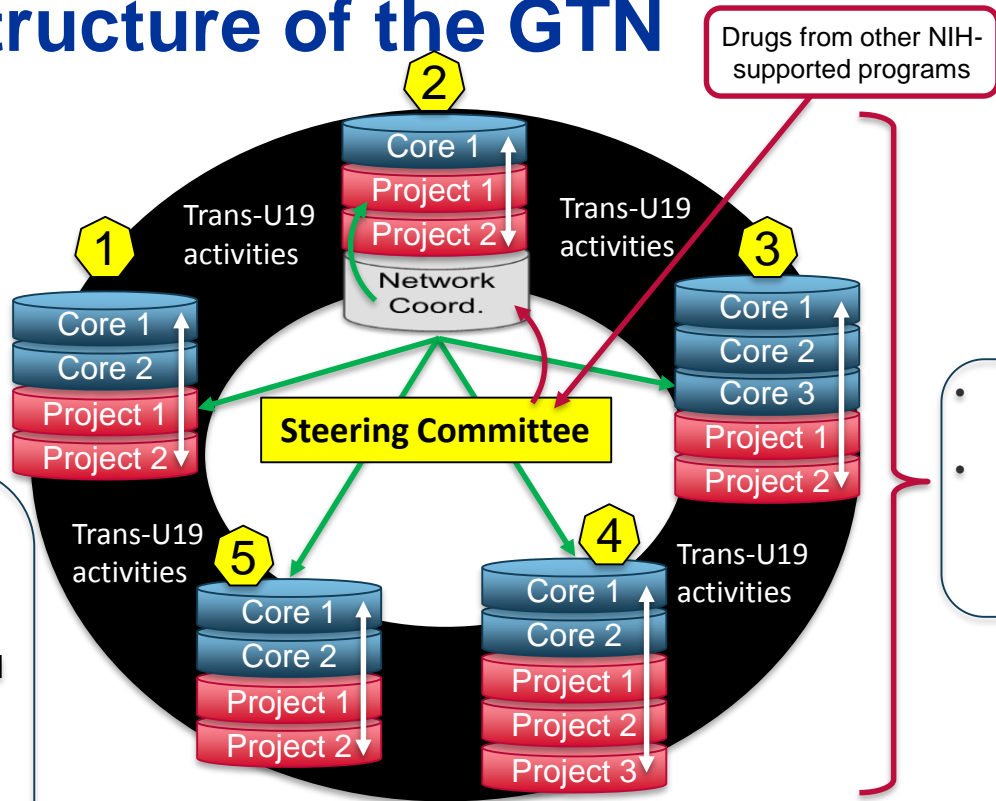 tructure of the GTN
Drugs from other NIH-
supported programs
2
Core 1
Project 1
Project 2
Network
Coord.
Trans-U19
activities
Trans-U19
activities
1
Core 1
Core 2
Project 1
Project 2
3
Core 1
Core 2
Core 3
Project 1
Project 2
Steering Committee
Trans-U19
activities
5
Core 1
Core 2
Project 1
Project 2
4
Core 1
Core 2
Project 1
Project 2
Project 3
Trans-U19
activities